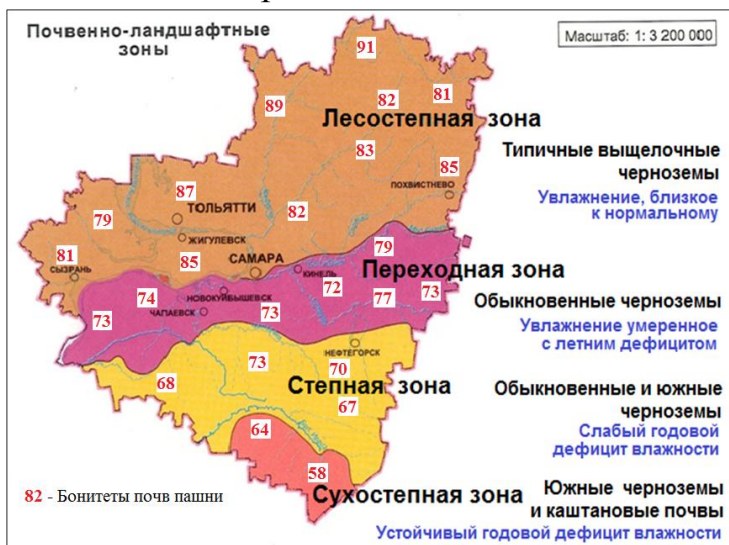 Почвенно-ландшафтные
зоны
Масштаб: 1: 3 200 000
91
89
82
81
Лесостепная зона
83
85
Типичные выщелочные
черноземы
ПОХВИСТНЕВО
87
ТОЛЬЯТТИ
82
Увлажнение, близкое
к нормальному
79
ЖИГУЛЕВСК
81
СЫЗРАНЬ
85
САМАРА
КИНЕЛЬ
79
Переходная зона
74
НОВОКУЙБЫШЕВСК
72
77
73
73
ЧАПАЕВСК
73
Обыкновенные черноземы
Увлажнение умеренное
с летним дефицитом
НЕФТЕГОРСК
73
70
68
Степная зона
67
Обыкновенные и южные
черноземы
Слабый годовой
дефицит влажности
64
58
Сухостепная зона
Южные черноземы
и каштановые почвы
Устойчивый годовой дефицит влажности
82 - Бонитеты почв пашни